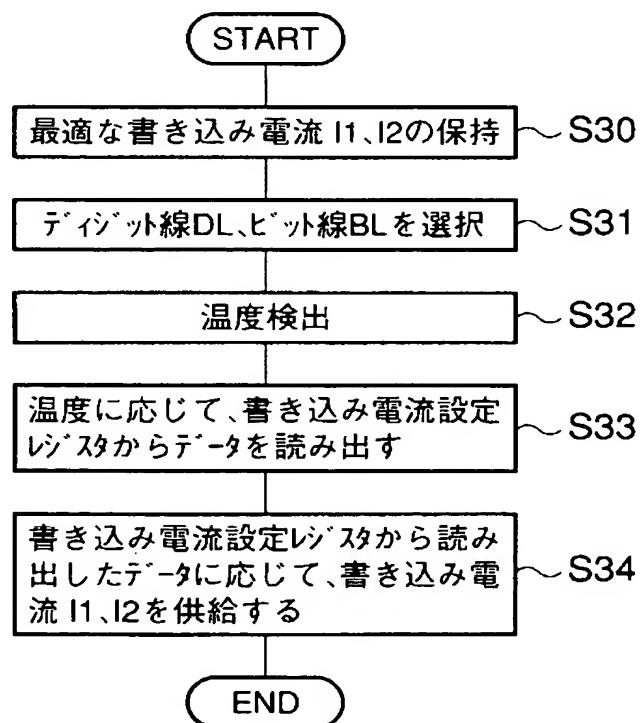 START
最適な書き込み電流 I1、I2の保持 S30
ディジット線DL、ビット線BLを選択 S31
温度検出 S32
温度に応じて、書き込み電流設定
レジスタからデータを読み出す S33
書き込み電流設定レジスタから読み
出したデータに応じて、書き込み電 S34
流 I1、I2を供給する
END